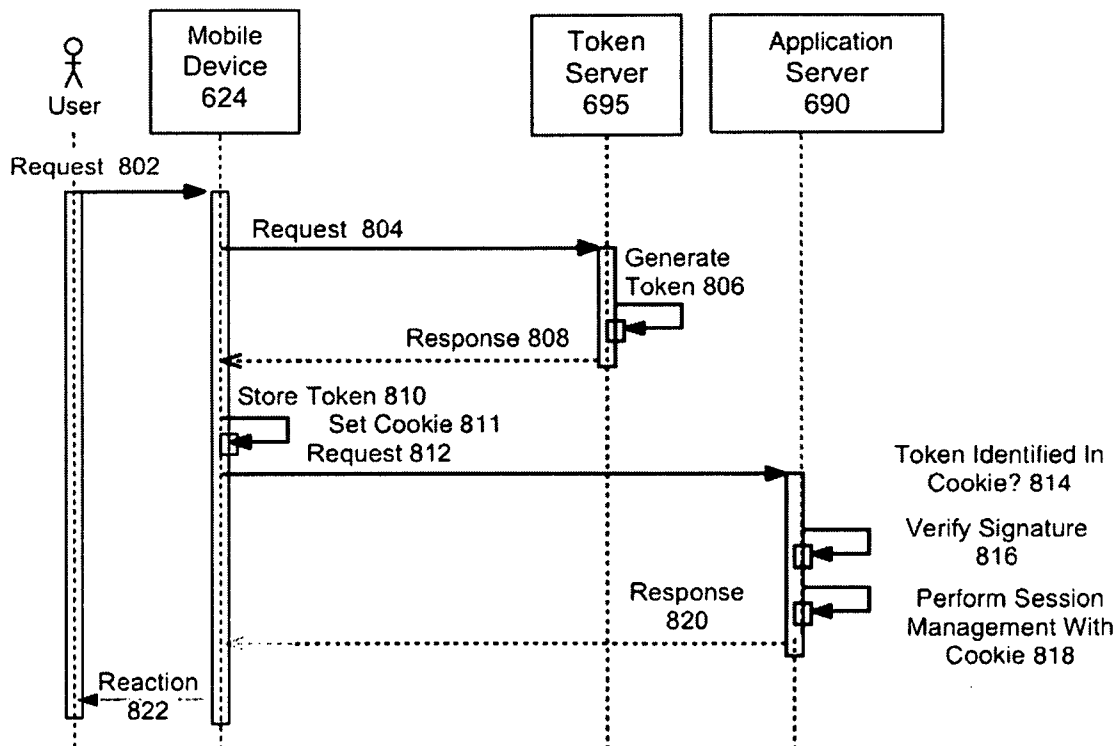 Mobile
Device
624
Token
Server
695
Application
Server
690
User
Request 802
Request 804
Generate
Token 806
Response 808
Store Token 810
Set Cookie 811
Request 812
Token Identified In
Cookie? 814
Verify Signature
816
Response
820
Perform Session
Management With
Cookie 818
Reaction
822